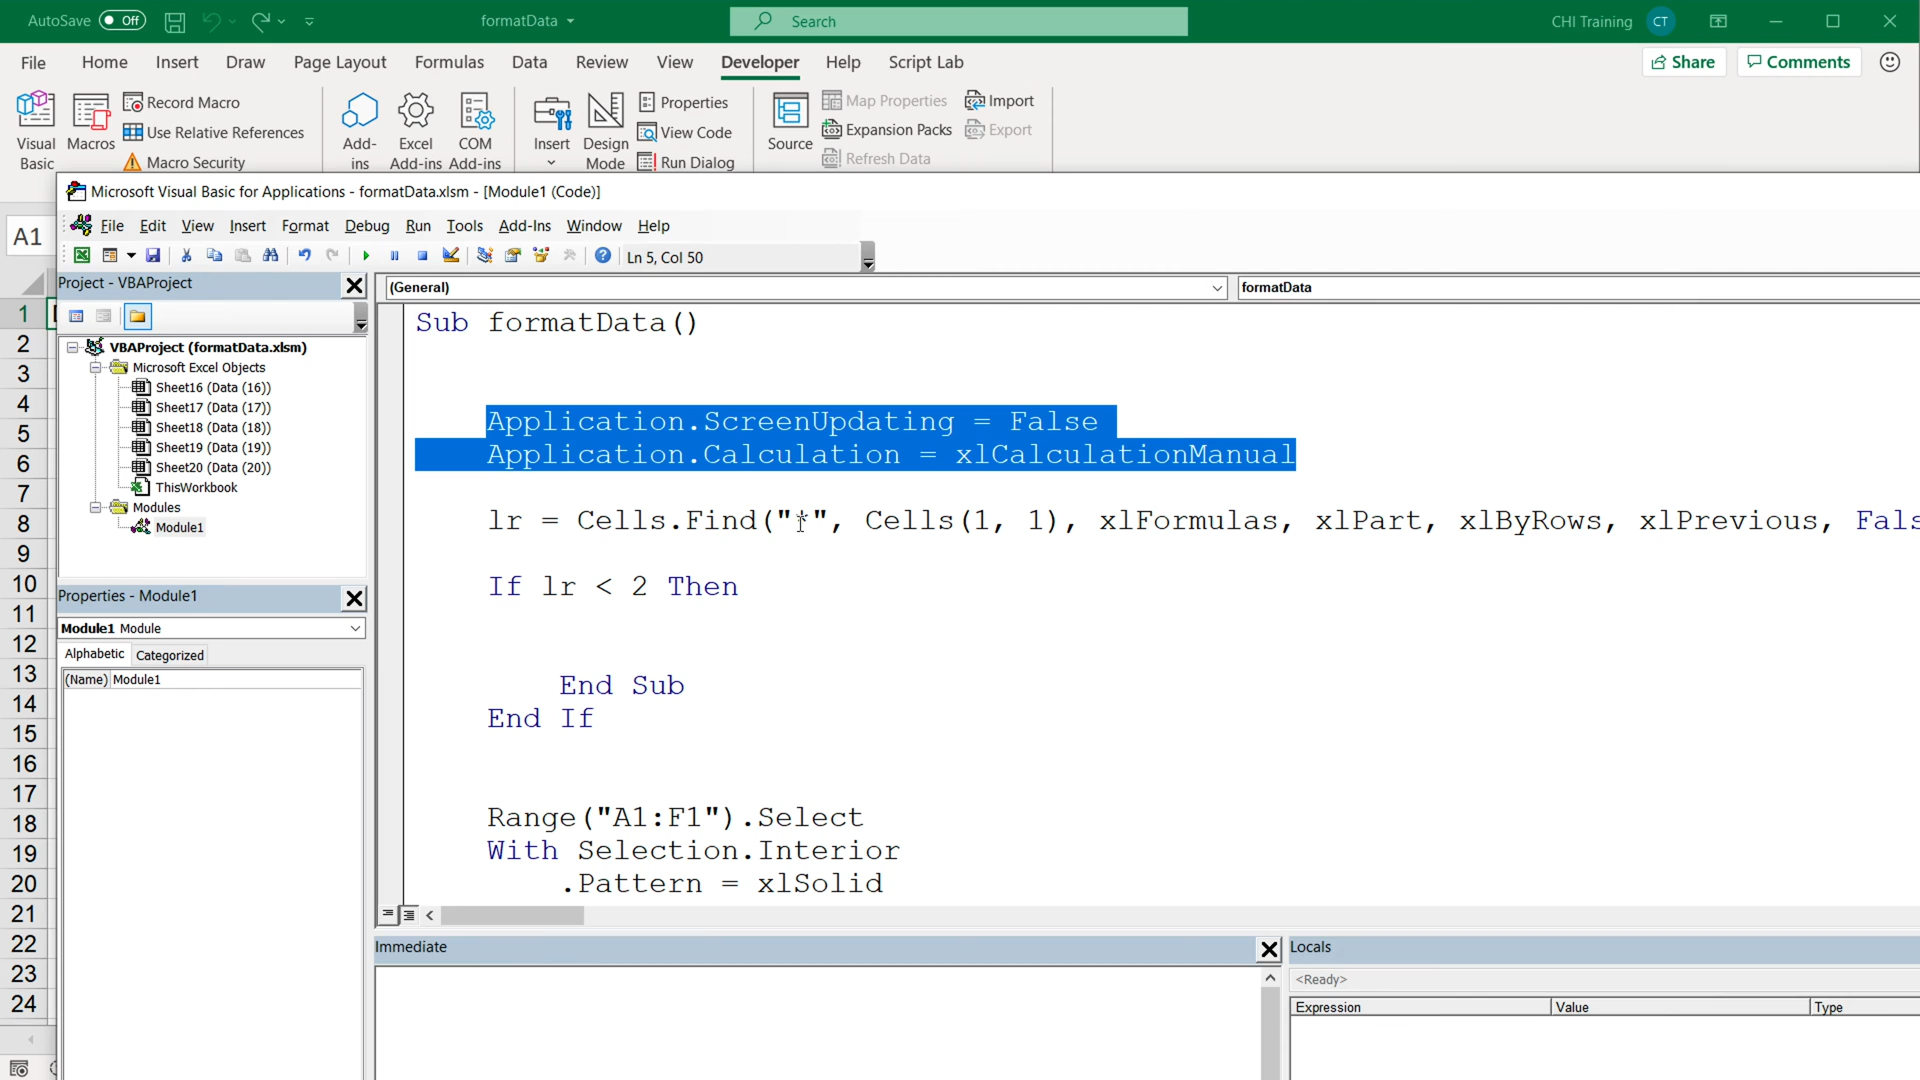 AutoSave Off formatData Search CHI Training CT
File Home Insert Draw Page Layout Formulas Data Review View Developer Help Script Lab Share Comments
Visual Basic
Macros
Record Macro
Use Relative References
Macro Security
Add-ins
Excel Add-ins
COM Add-ins
Insert
Design Mode
Properties
View Code
Run Dialog
Source
Map Properties
Expansion Packs
Refresh Data
Import
Export
Microsoft Visual Basic for Applications - formatData.xlsm - [Module1 (Code)]
File Edit View Insert Format Debug Run Tools Add-Ins Window Help
Ln 5, Col 50
A1
1
2
3
4
5
6
7
8
9
10
11
12
13
14
15
16
17
18
19
20
21
22
23
24
Project - VBAProject
VBAProject (formatData.xlsm)
Microsoft Excel Objects
Sheet16 (Data (16))
Sheet17 (Data (17))
Sheet18 (Data (18))
Sheet19 (Data (19))
Sheet20 (Data (20))
ThisWorkbook
Modules
Module1
Properties - Module1
Module1 Module
Alphabetic Categorized
(Name) Module1
(General) formatData
Sub formatData()
Application.ScreenUpdating = False
Application.Calculation = xlCalculationManual
lr = Cells.Find("*", Cells(1, 1), xlFormulas, xlPart, xlByRows, xlPrevious,
If lr < 2 Then
End Sub
End If
Range("A1:F1").Select
With Selection.Interior
.Pattern = xlSolid
Immediate
Locals
<Ready>
Expression Value Type